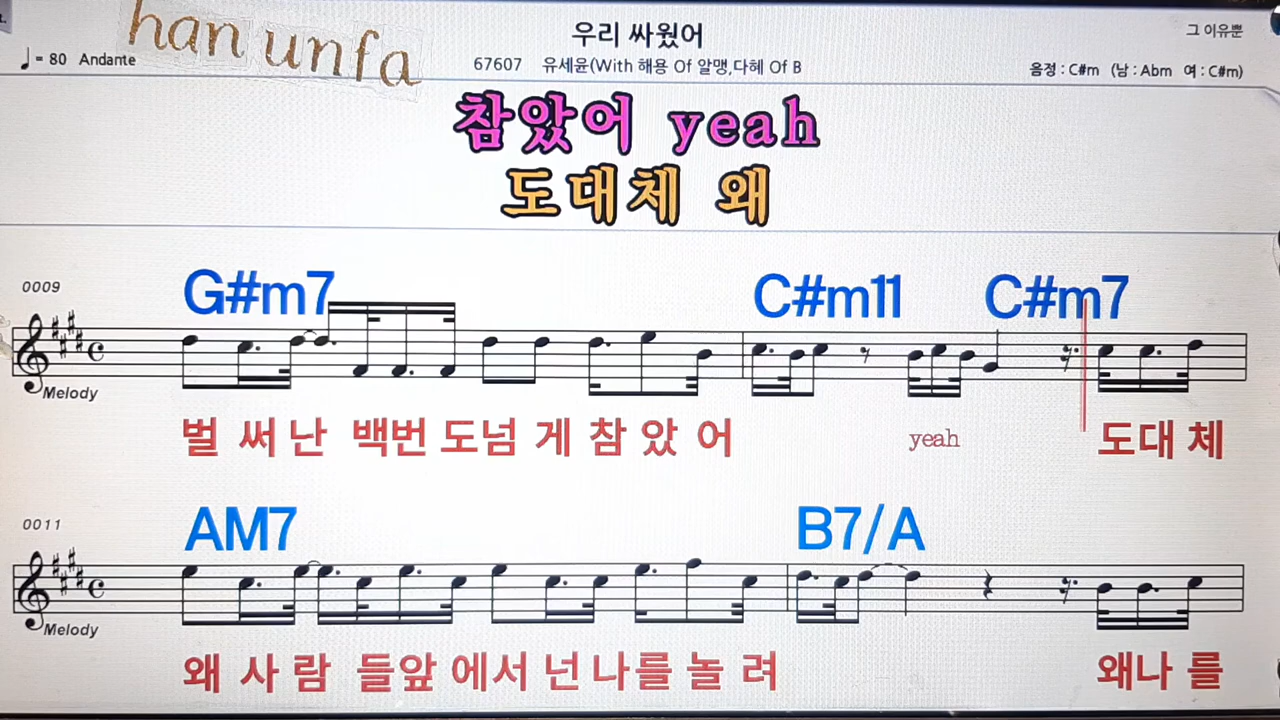 han unfa
우리 싸웠어
그 이유뿐
♩= 80 Andante
67607 유세윤(With 해용 Of 알맹,다혜 Of B
음정 : C#m (남 : Abm 여 : C#m)
참았어 yeah
도대체 왜
G#m7 C#m11 C#m7
0009
Melody
벌 써 난 백번 도넘 게 참 았 어 yeah 도대 체
AM7 B7/A
0011
Melody
왜 사 람 들앞 에서 넌 나를 놀 려 왜나 를